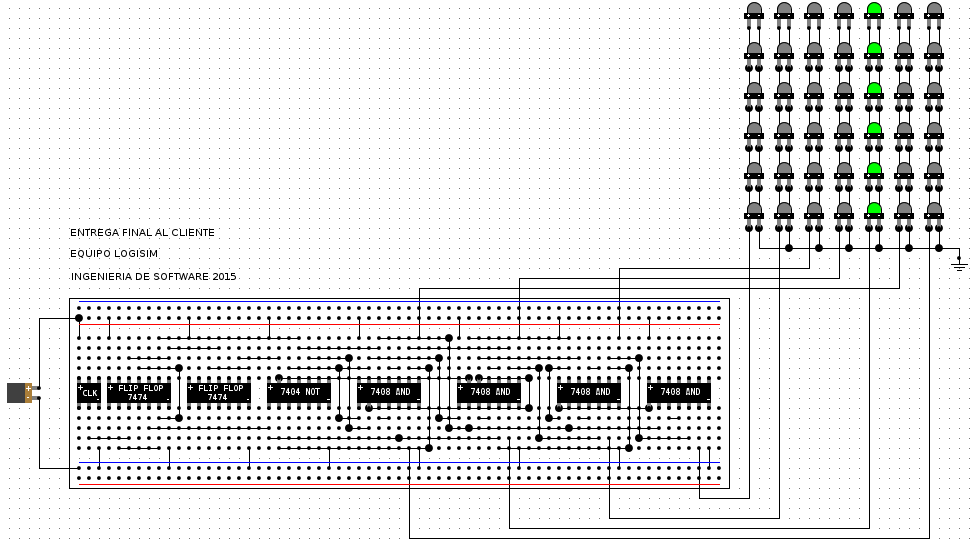 ENTREGA FINAL AL CLIENTE
EQUIPO LOGISIM
INGENIERIA DE SOFTWARE 2015
CLK
FLIP FLOP
7474
FLIP FLOP
7474
7404 NOT
7408 AND
7408 AND
7408 AND
7408 AND